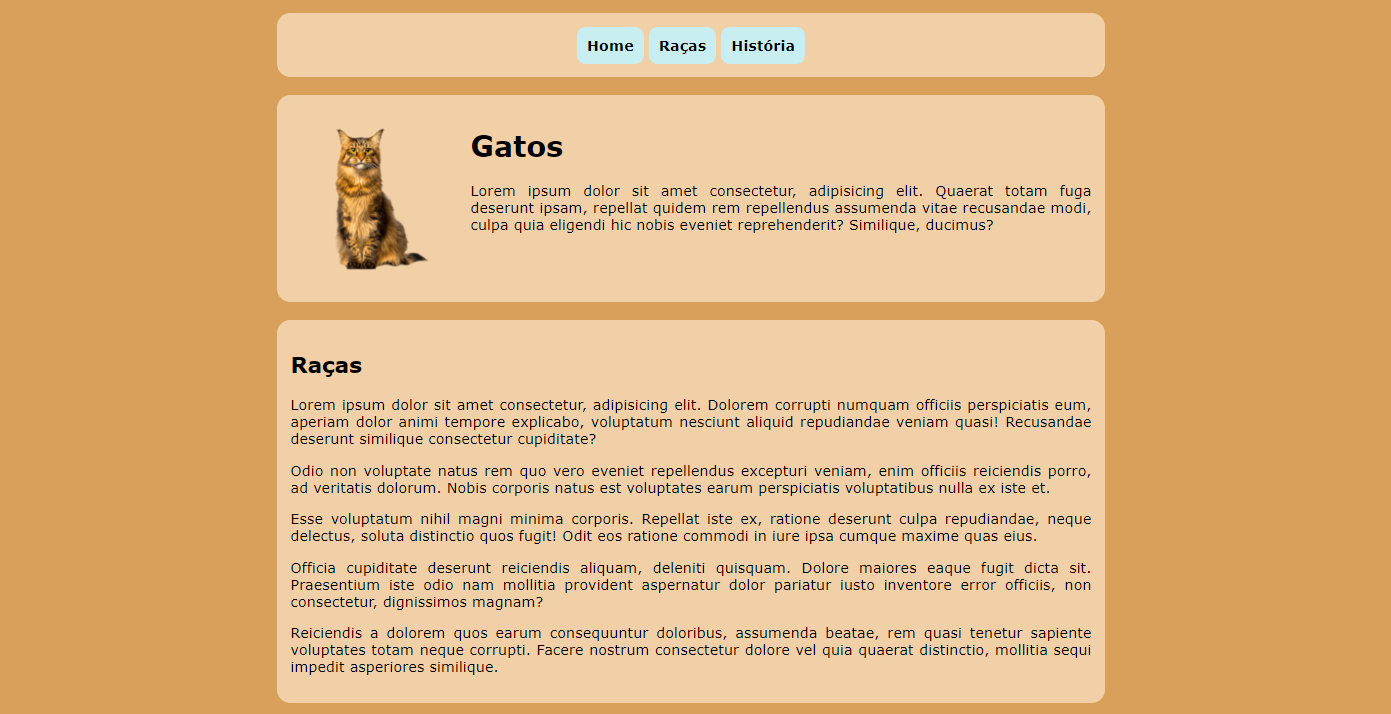 Home Raças História
Gatos
Lorem ipsum dolor sit amet consectetur, adipisicing elit. Quaerat totam fuga
deserunt ipsam, repellat quidem rem repellendus assumenda vitae recusandae modi,
culpa quia eligendi hic nobis eveniet reprehenderit? Similique, ducimus?
Raças
Lorem ipsum dolor sit amet consectetur, adipisicing elit. Dolorem corrupti numquam officiis perspiciatis eum,
aperiam dolor animi tempore explicabo, voluptatum nesciunt aliquid repudiandae veniam quasi! Recusandae
deserunt similique consectetur cupiditate?
Odio non voluptate natus rem quo vero eveniet repellendus excepturi veniam, enim officiis reiciendis porro,
ad veritatis dolorum. Nobis corporis natus est voluptates earum perspiciatis voluptatibus nulla ex iste et.
Esse voluptatum nihil magni minima corporis. Repellat iste ex, ratione deserunt culpa repudiandae, neque
delectus, soluta distinctio quos fugit! Odit eos ratione commodi in iure ipsa cumque maxime quas eius.
Officia cupiditate deserunt reiciendis aliquam, deleniti quisquam. Dolore maiores eaque fugit dicta sit.
Praesentium iste odio nam mollitia provident aspernatur dolor pariatur iusto inventore error officiis, non
consectetur, dignissimos magnam?
Reiciendis a dolorem quos earum consequuntur doloribus, assumenda beatae, rem quasi tenetur sapiente
voluptates totam neque corrupti. Facere nostrum consectetur dolore vel quia quaerat distinctio, mollitia sequi
impedit asperiores similique.